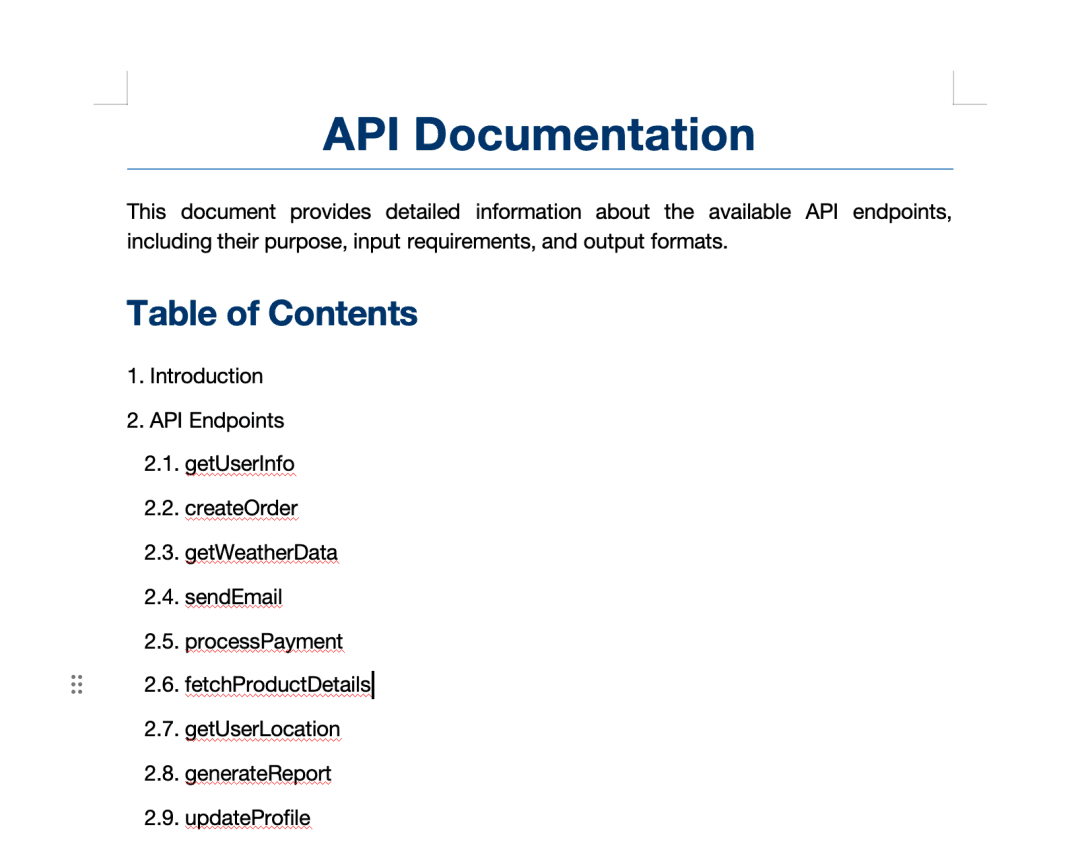 API Documentation
This document provides detailed information about the available API endpoints,
including their purpose, input requirements, and output formats.
Table of Contents
1. Introduction
2. API Endpoints
2.1. getUserInfo
2.2. createOrder
2.3. getWeatherData
2.4. sendEmail
2.5. processPayment
2.6. fetchProductDetails
2.7. getUserLocation
2.8. generateReport
2.9. updateProfile